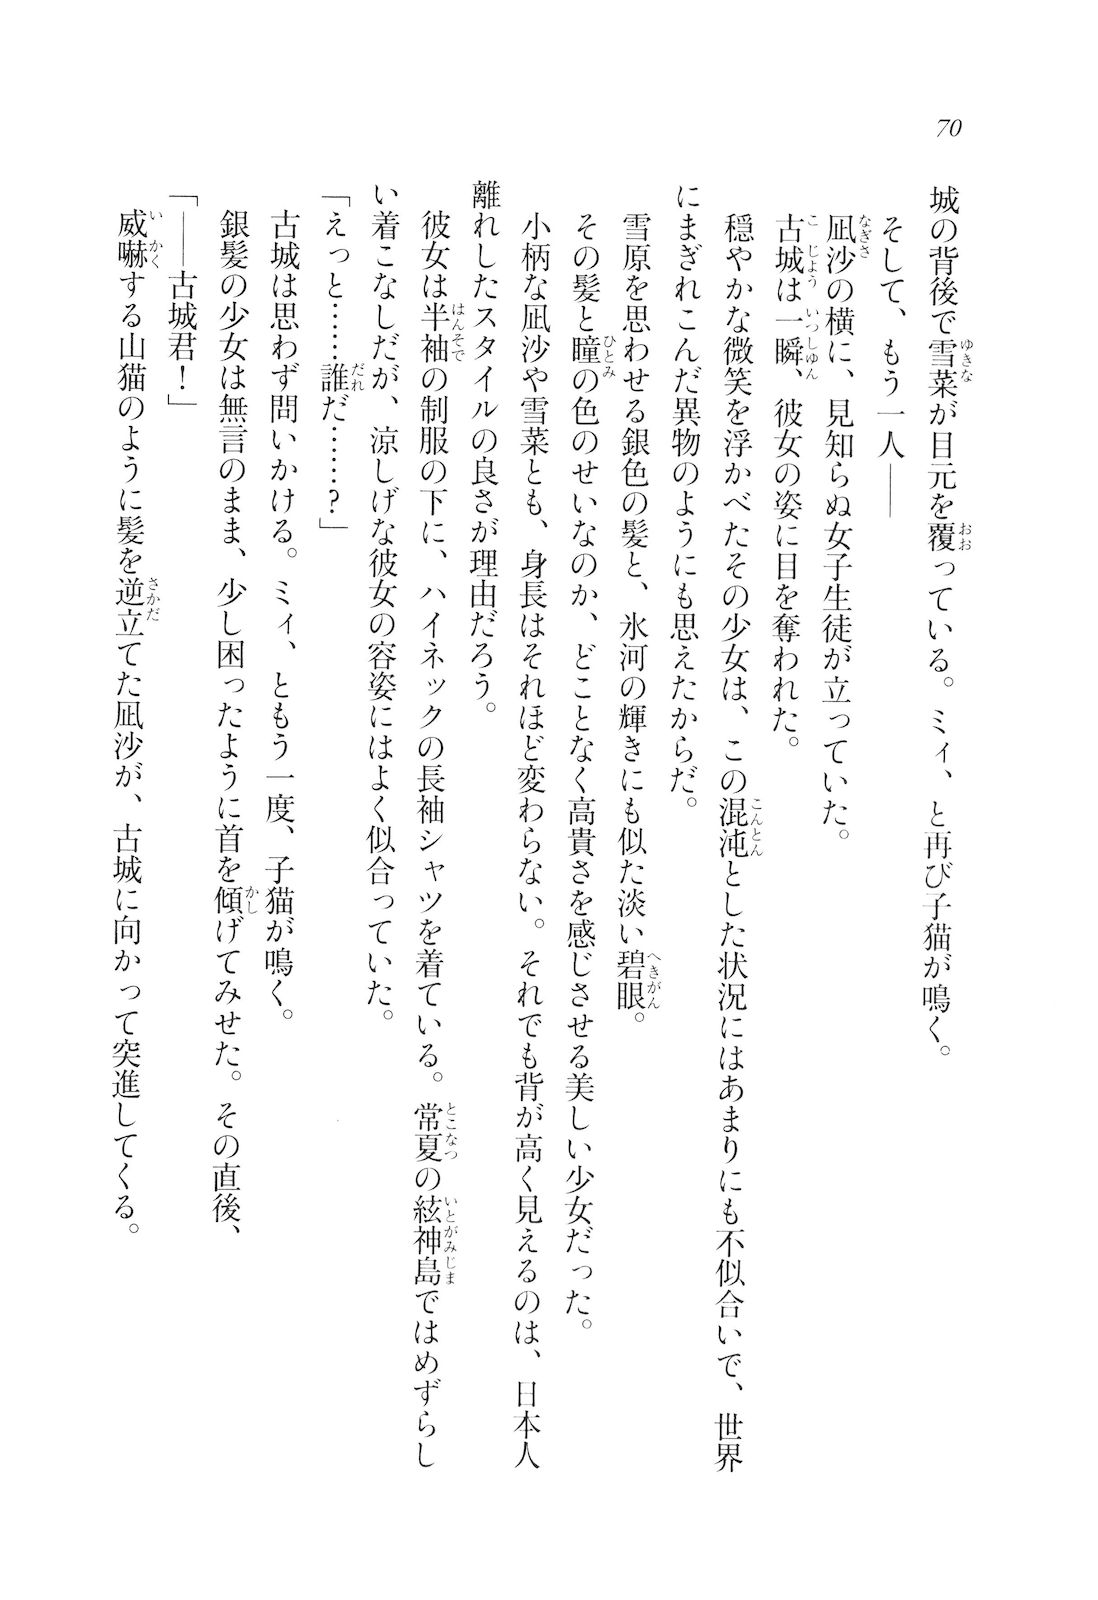 70
城の背後で雪菜が目元を覆っている。ミィ、と再び子猫が鳴く。
そして、もう一人――
凪沙の横に、見知らぬ女子生徒が立っていた。
古城は一瞬、彼女の姿に目を奪われた。
穏やかな微笑を浮かべたその少女は、この混沌とした状況にはあまりにも不似合いで、世界
にまぎれこんだ異物のようにも思えたからだ。
雪原を思わせる銀色の髪と、氷河の輝きにも似た淡い碧眼。
その髪と瞳の色のせいなのか、どことなく高貴さを感じさせる美しい少女だった。
小柄な凪沙や雪菜とも、身長はそれほど変わらない。それでも背が高く見えるのは、日本人
離れしたスタイルの良さが理由だろう。
彼女は半袖の制服の下に、ハイネックの長袖シャツを着ている。常夏の絃神島ではめずらし
い着こなしだが、涼しげな彼女の容姿にはよく似合っていた。
「えっと……誰だ……?」
古城は思わず問いかける。ミィ、ともう一度、子猫が鳴く。
銀髪の少女は無言のまま、少し困ったように首を傾げてみせた。その直後、
「――古城君！」
威嚇する山猫のように髪を逆立てた凪沙が、古城に向かって突進してくる。